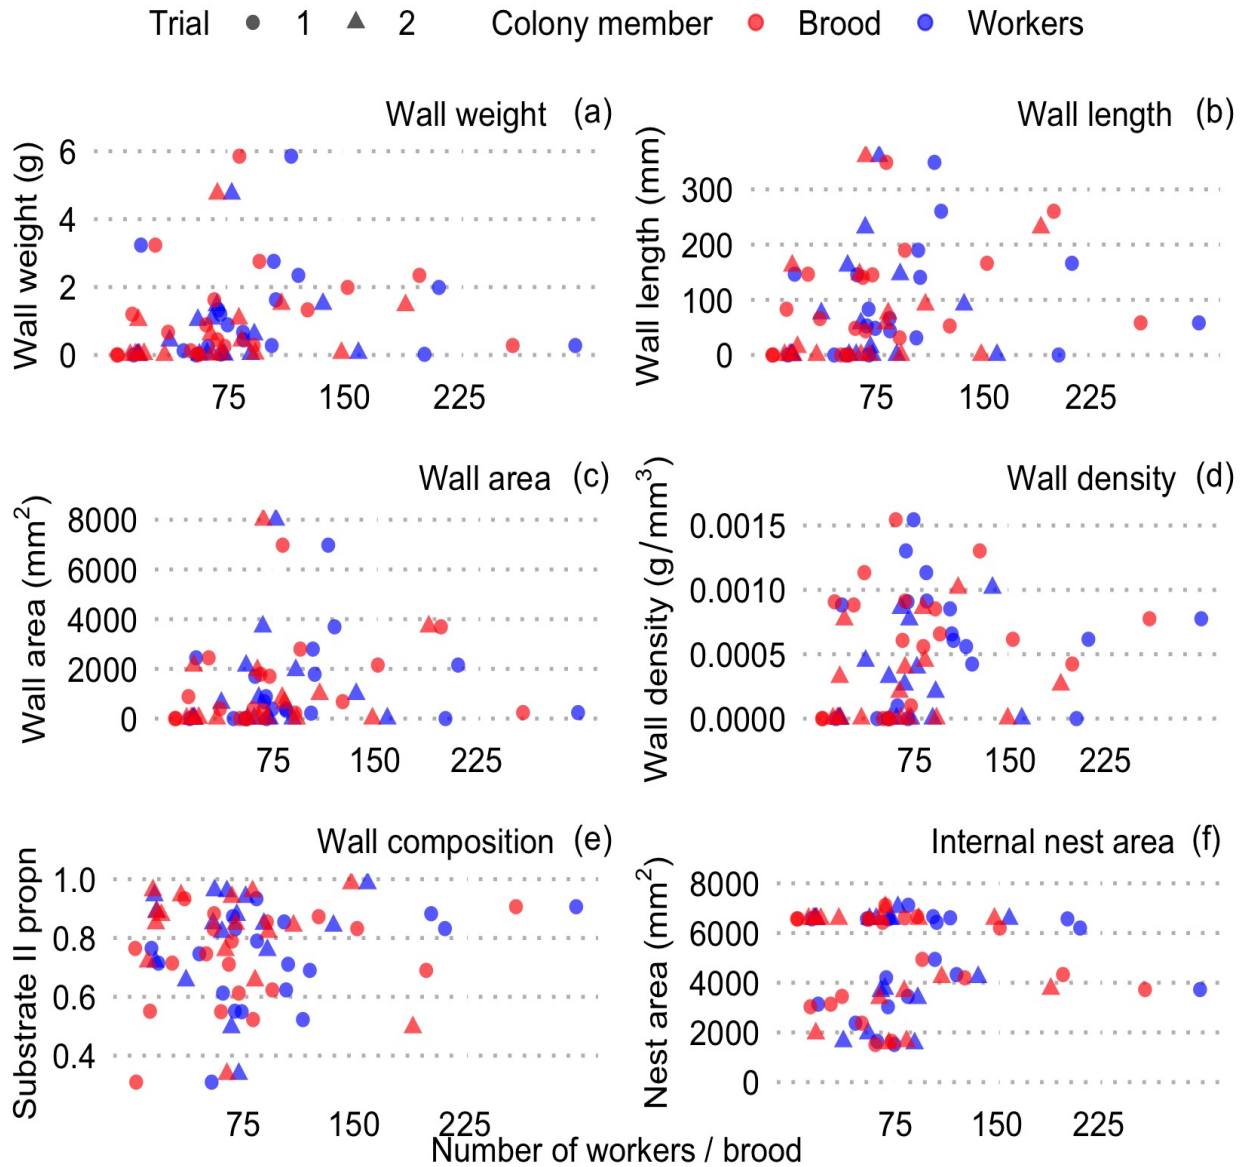 Trial 1 2 Colony member Brood Workers
Wall weight (a)
Wall weight (g)
6
4
2
0
75 150 225
Wall length (b)
Wall length (mm)
300
200
100
0
75 150 225
Wall area (c)
Wall area (mm²)
8000
6000
4000
2000
0
75 150 225
Wall density (d)
Wall density (g/mm³)
0.0015
0.0010
0.0005
0.0000
75 150 225
Wall composition (e)
Substrate II propn
1.0
0.8
0.6
0.4
75 150 225
Internal nest area (f)
Nest area (mm²)
8000
6000
4000
2000
0
75 150 225
Number of workers / brood